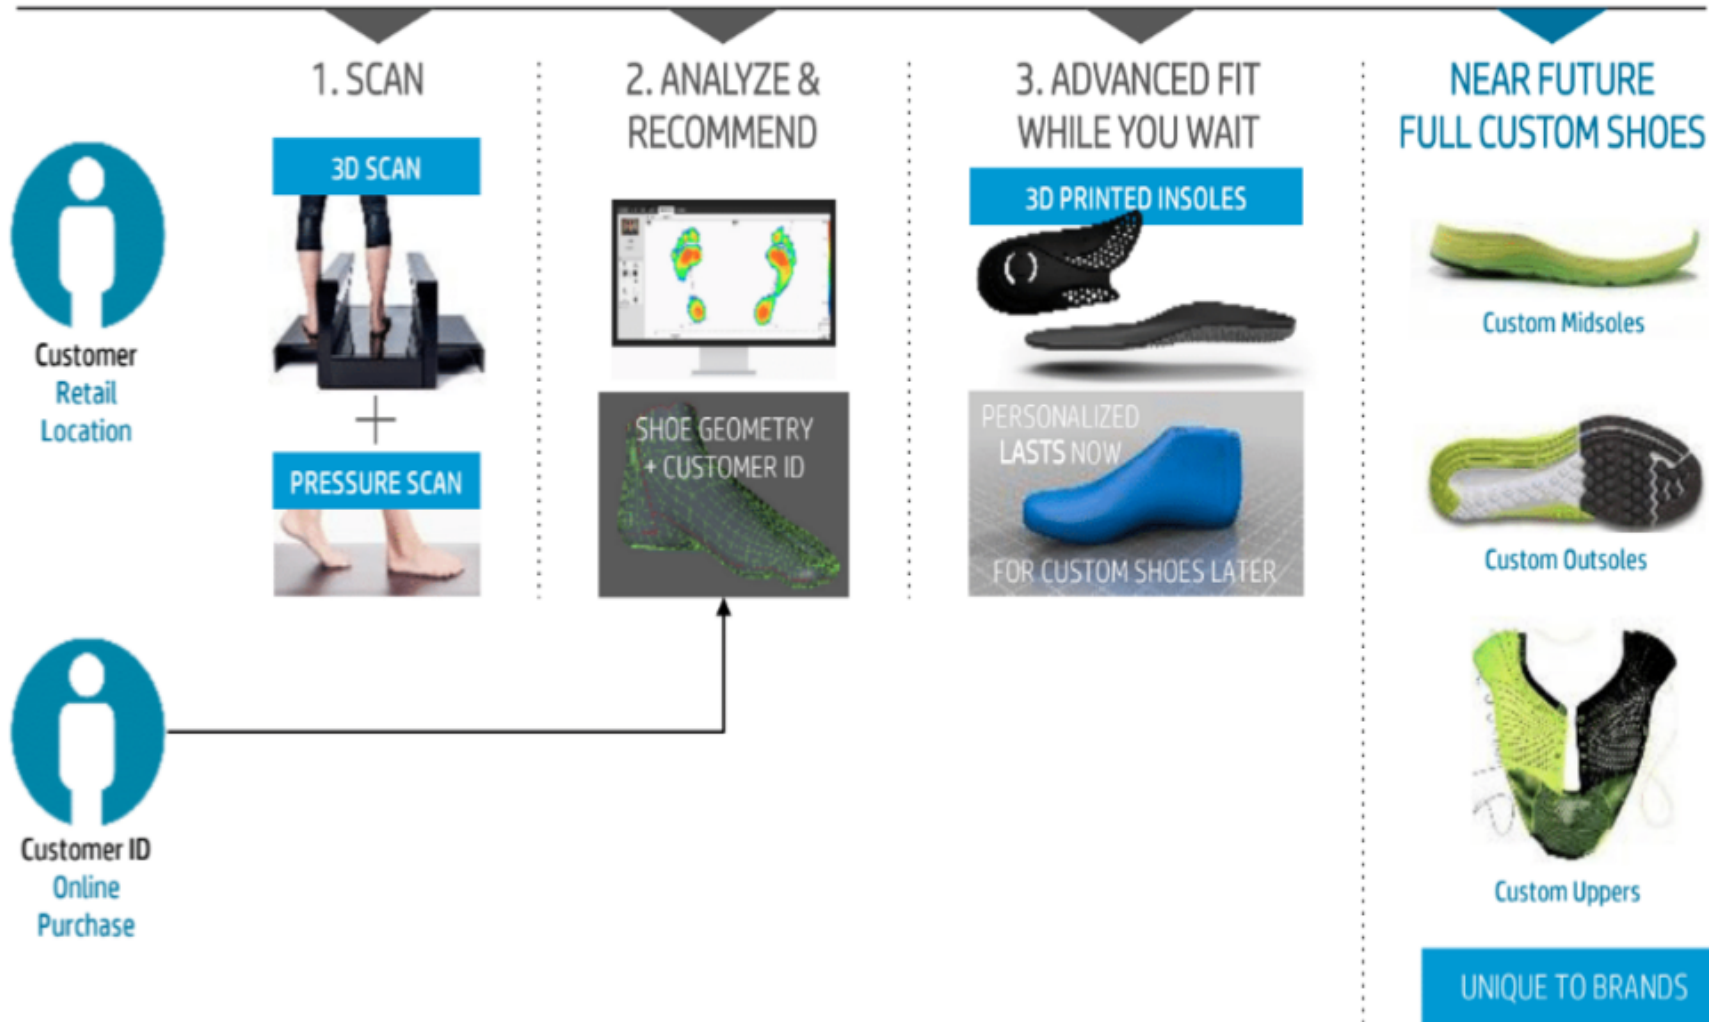 1. SCAN
2. ANALYZE &
RECOMMEND
3. ADVANCED FIT
WHILE YOU WAIT
NEAR FUTURE
FULL CUSTOM SHOES
Customer
Retail
Location
3D SCAN
PRESSURE SCAN
SHOE GEOMETRY
+ CUSTOMER ID
3D PRINTED INSOLES
PERSONALIZED
LASTS NOW
FOR CUSTOM SHOES LATER
Custom Midsoles
Custom Outsoles
Custom Uppers
UNIQUE TO BRANDS
Customer ID
Online
Purchase